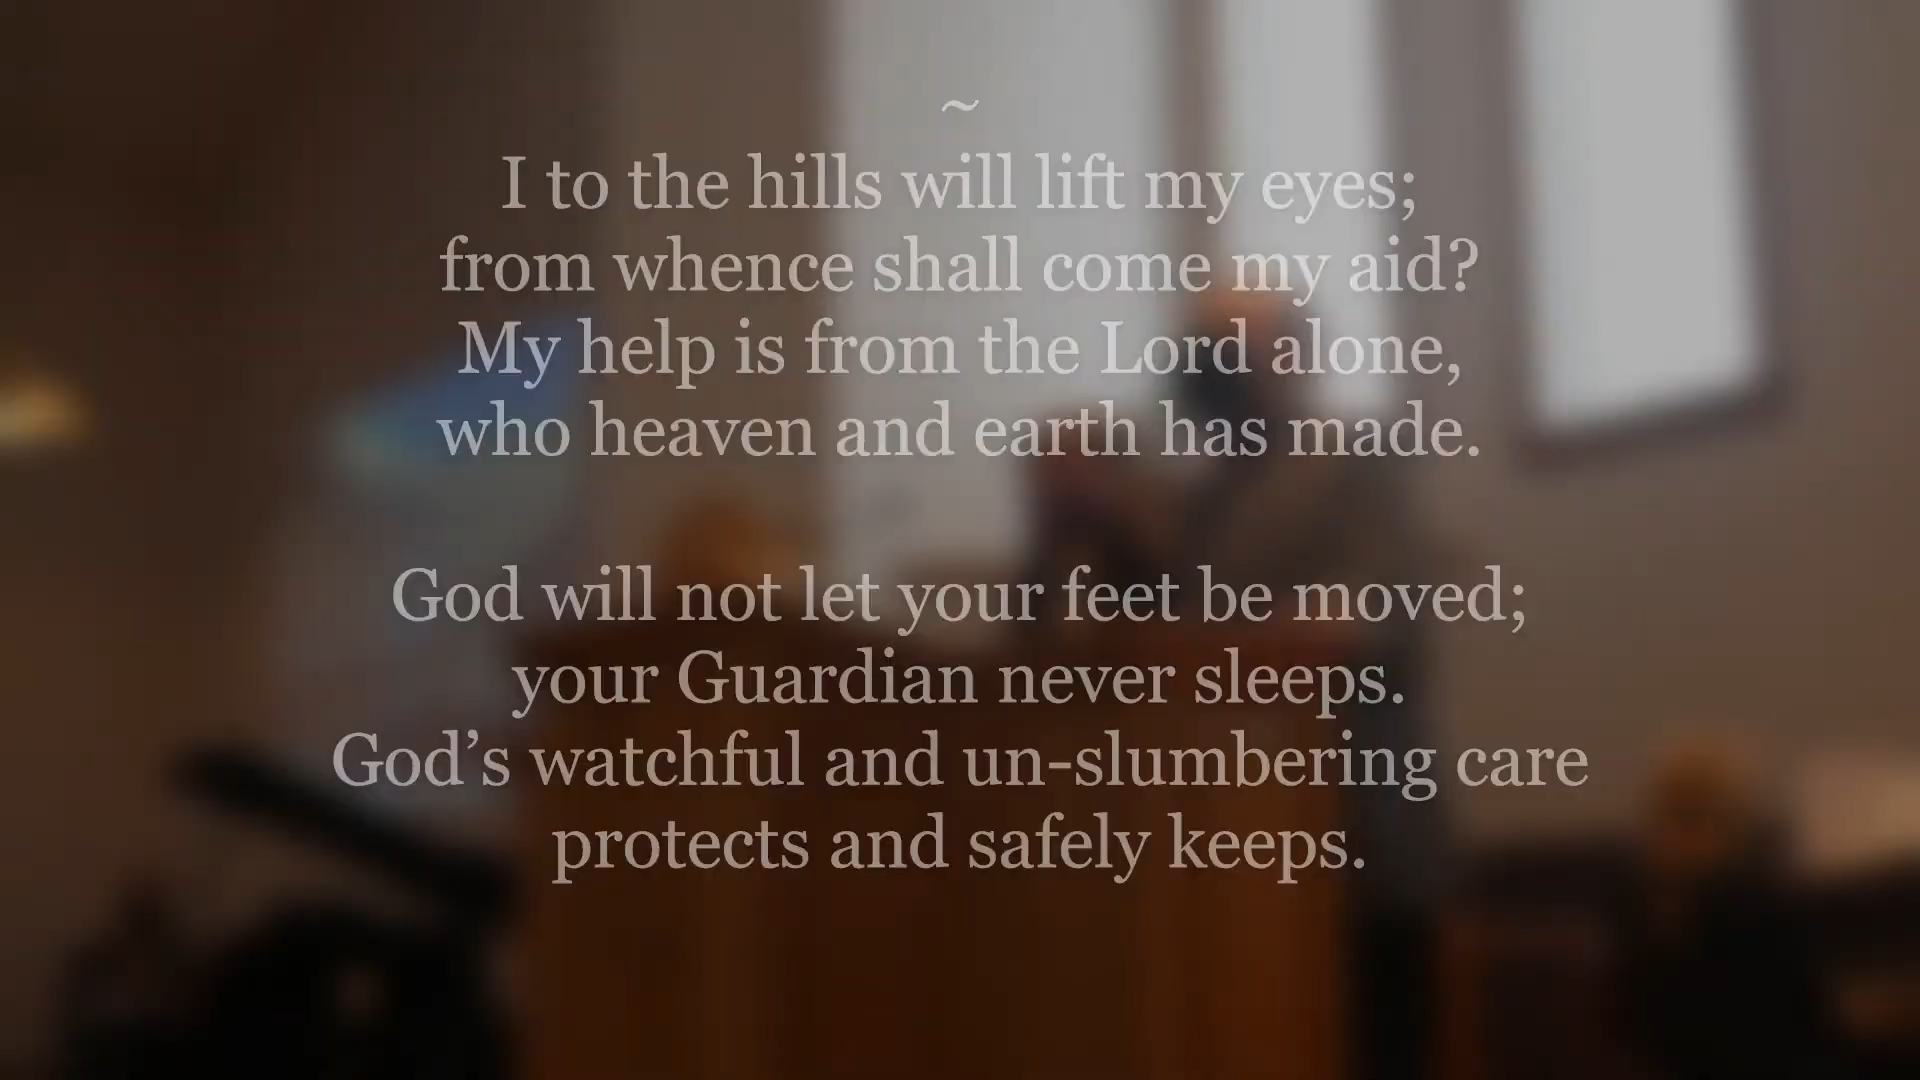 ~
I to the hills will lift my eyes;
from whence shall come my aid?
My help is from the Lord alone,
who heaven and earth has made.
God will not let your feet be moved;
your Guardian never sleeps.
God’s watchful and un-slumbering care
protects and safely keeps.